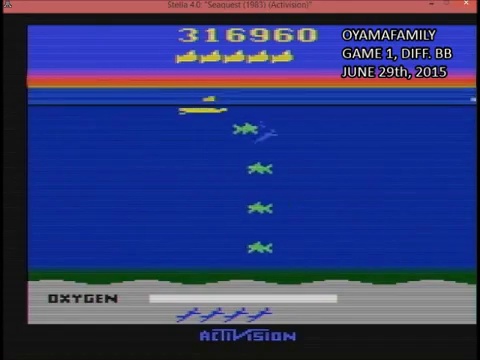 Stella 4.0: "Seaquest (1983) (Activision)"
316960
OYAMAFAMILY
GAME 1, DIFF. BB
JUNE 29th, 2015
OXYGEN
ACTIVISION